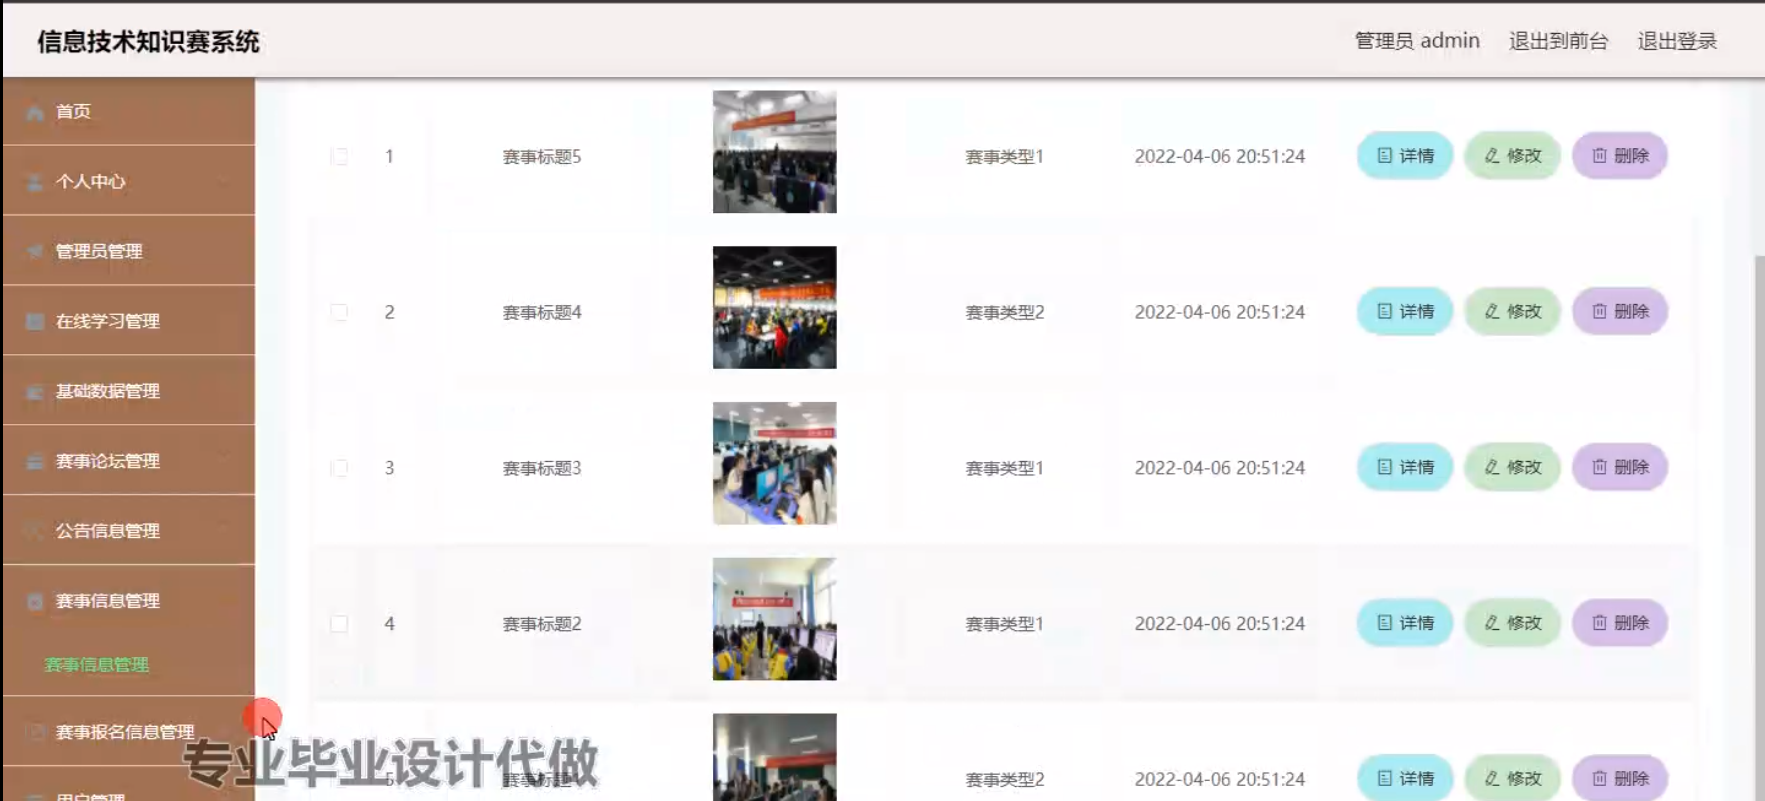 信息技术知识赛系统
管理员 admin 退出到前台 退出登录
首页
个人中心
管理员管理
在线学习管理
基础数据管理
赛事论坛管理
公告信息管理
赛事信息管理
赛事信息管理
赛事报名信息管理
用户管理
1 赛事标题5 赛事类型1 2022-04-06 20:51:24 详情 修改 删除
2 赛事标题4 赛事类型2 2022-04-06 20:51:24 详情 修改 删除
3 赛事标题3 赛事类型1 2022-04-06 20:51:24 详情 修改 删除
4 赛事标题2 赛事类型1 2022-04-06 20:51:24 详情 修改 删除
5 赛事标题1 赛事类型2 2022-04-06 20:51:24 详情 修改 删除
专业毕业设计代做